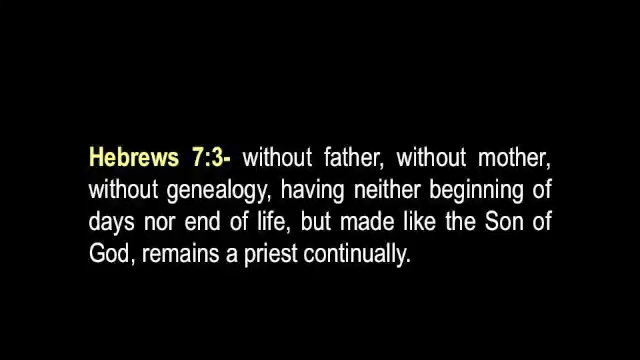 Hebrews 7:3- without father, without mother,
without genealogy, having neither beginning of
days nor end of life, but made like the Son of
God, remains a priest continually.